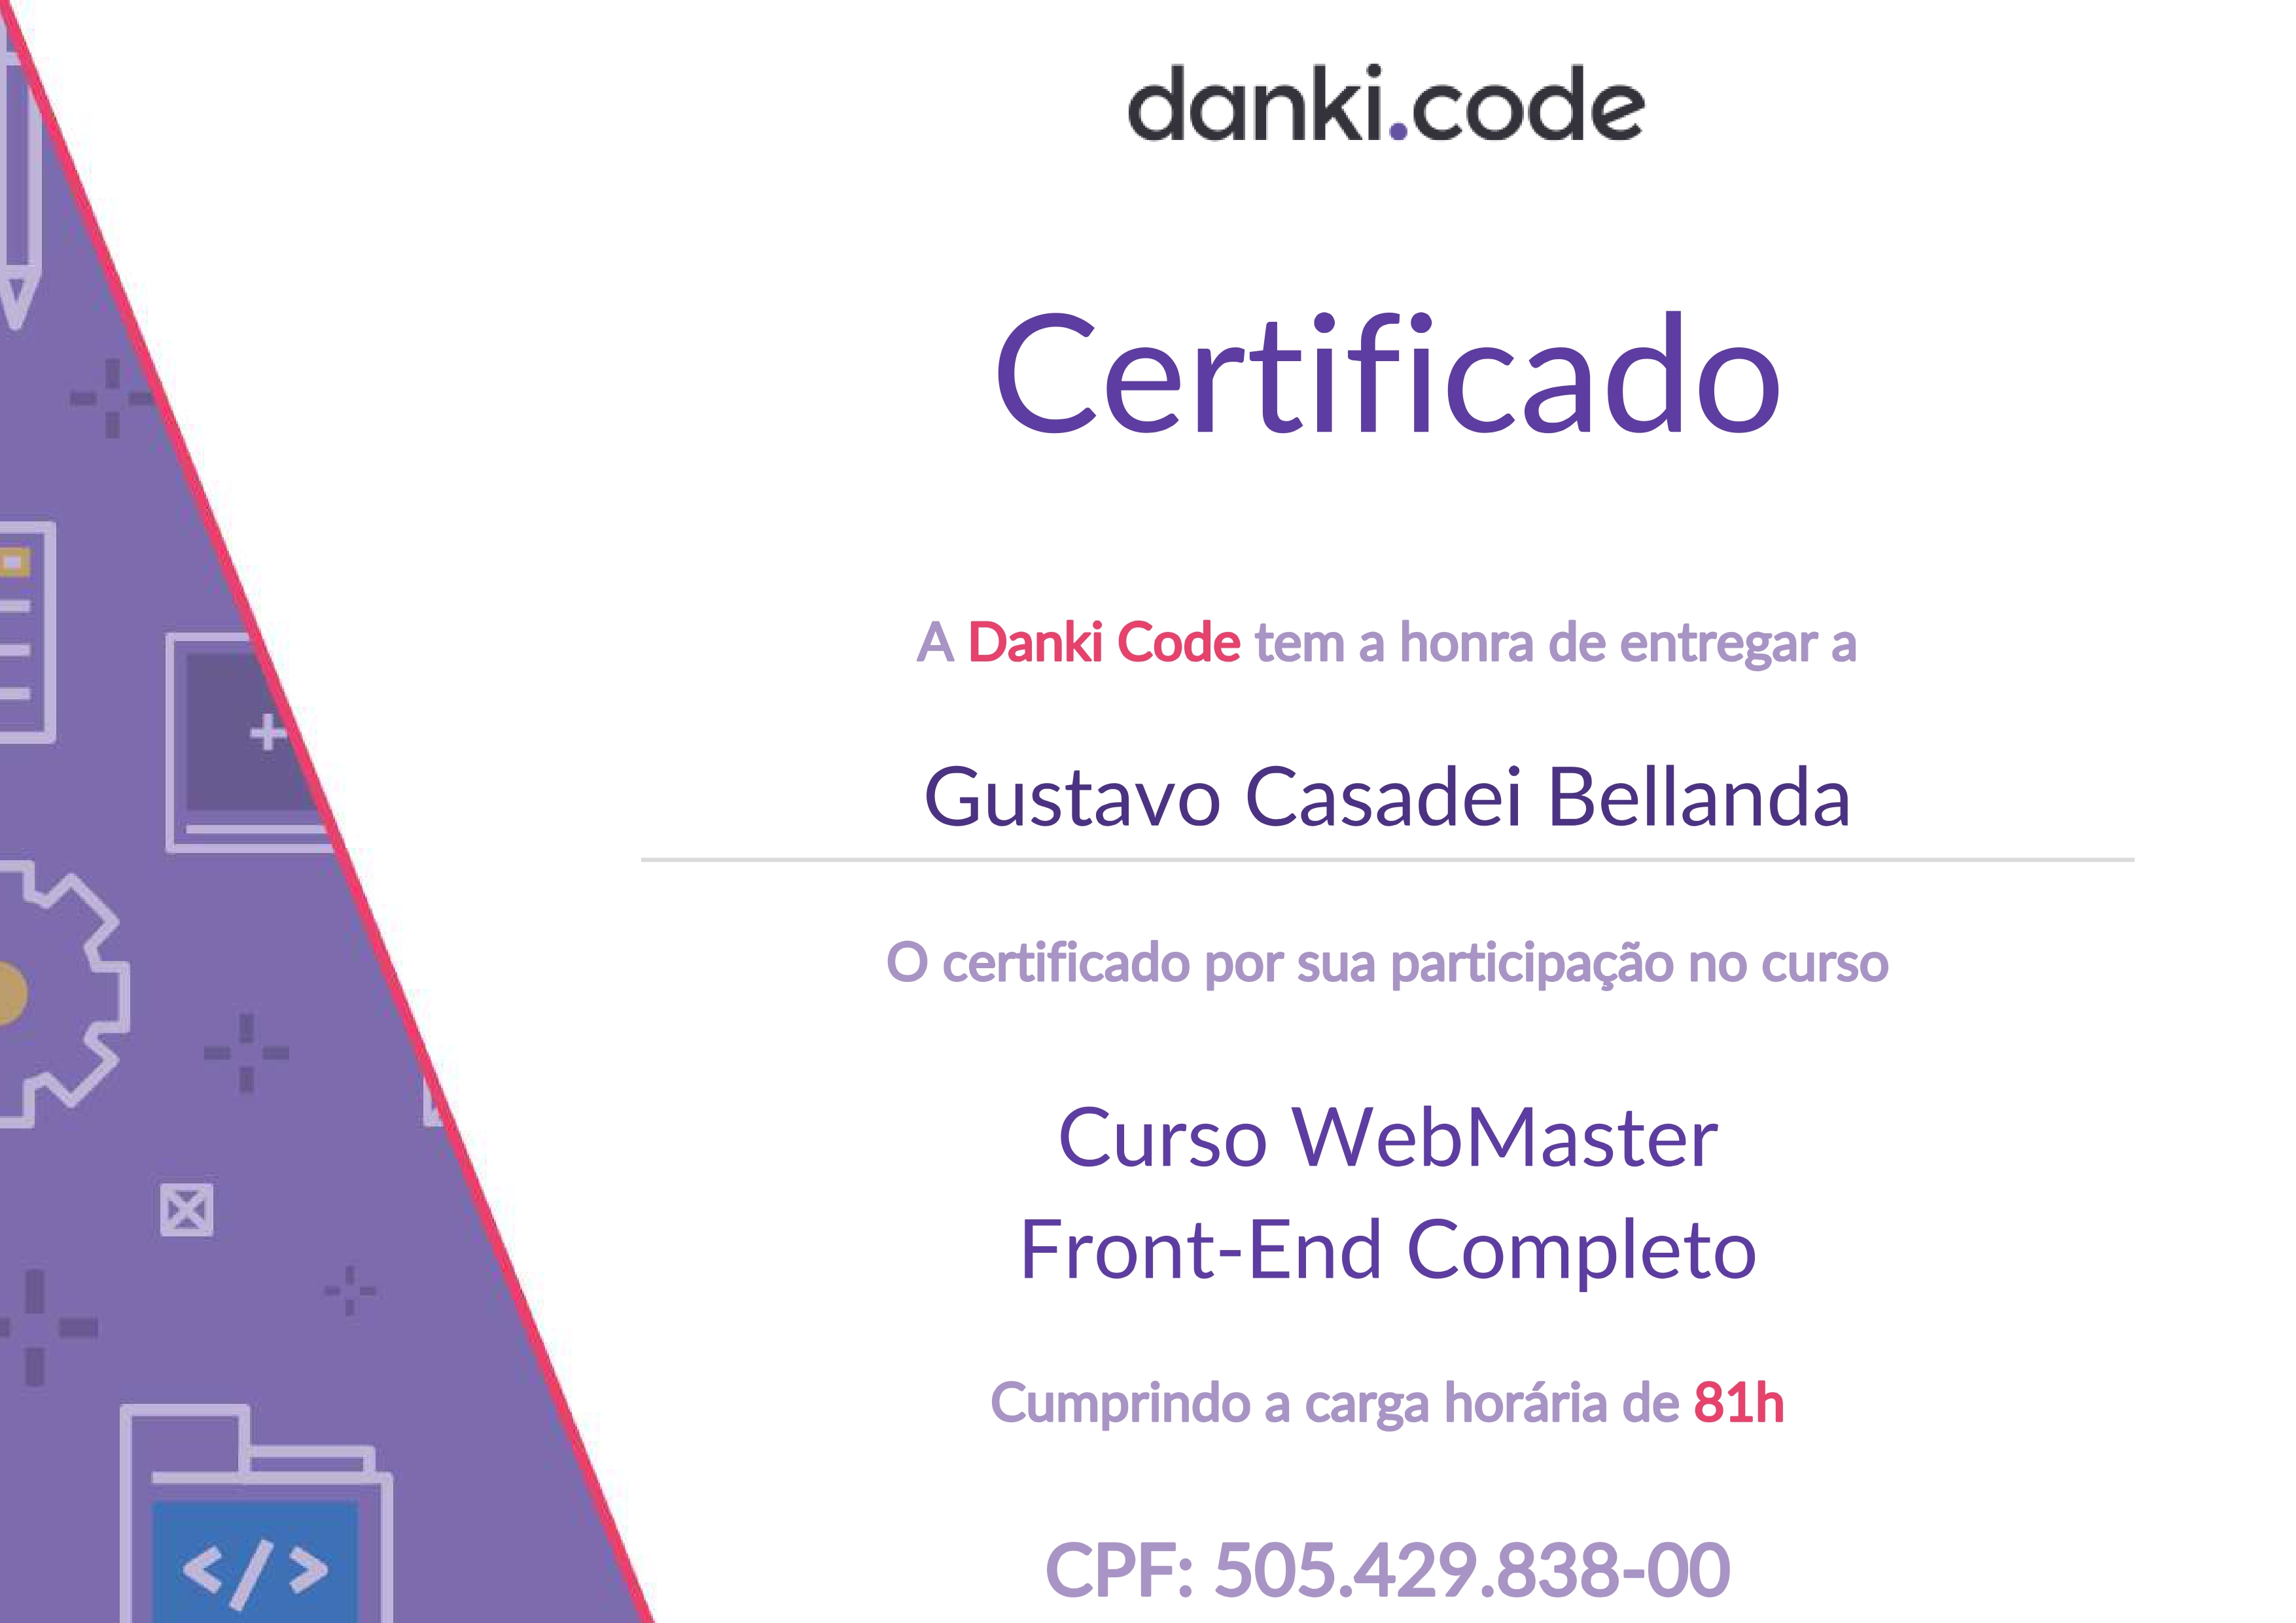 danki.code
Certificado
A Danki Code tem a honra de entregar a
Gustavo Casadei Bellanda
O certificado por sua participação no curso
Curso WebMaster
Front-End Completo
Cumprindo a carga horária de 81h
CPF: 505.429.838-00